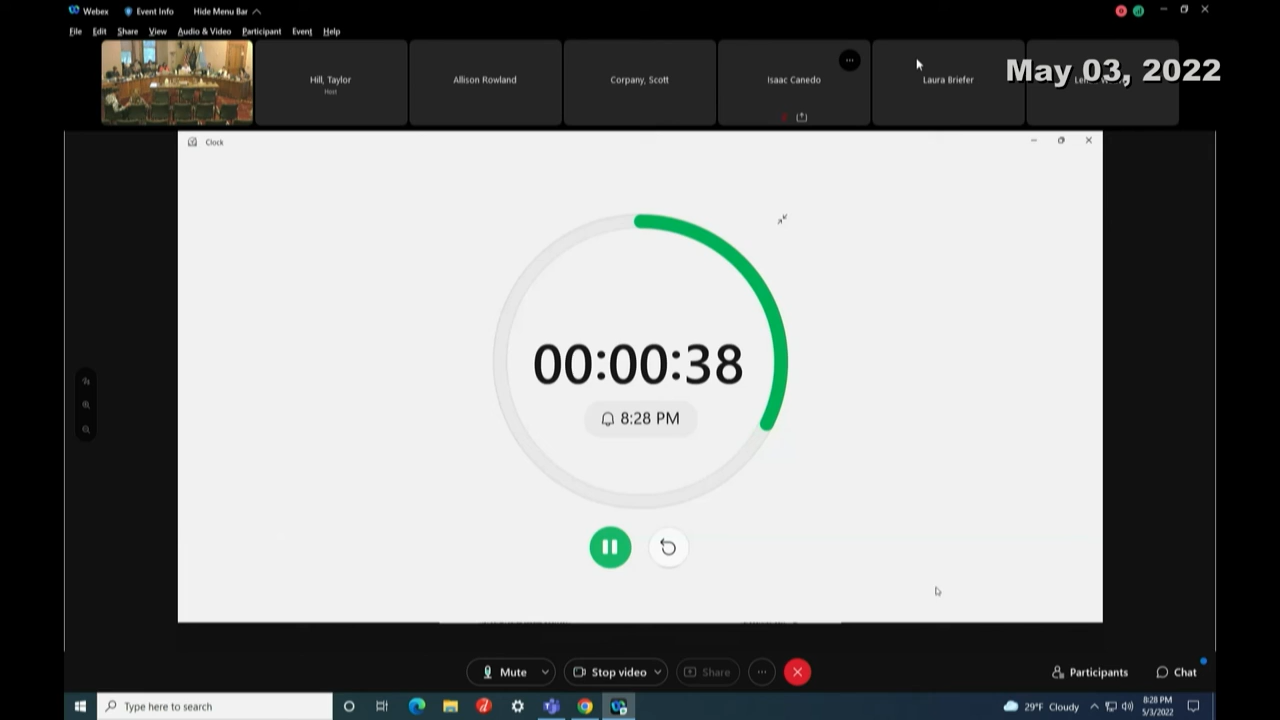 Webex Event Info Hide Menu Bar
File Edit Share View Audio & Video Participant Event Help
May 03, 2022
Hill, Taylor
Host
Allison Rowland
Corpany, Scott
Isaac Canedo
Laura Briefer
Clock
00:00:38
8:28 PM
Mute
Stop video
Share
Participants
Chat
Type here to search
29°F Cloudy
8:28 PM
5/3/2022